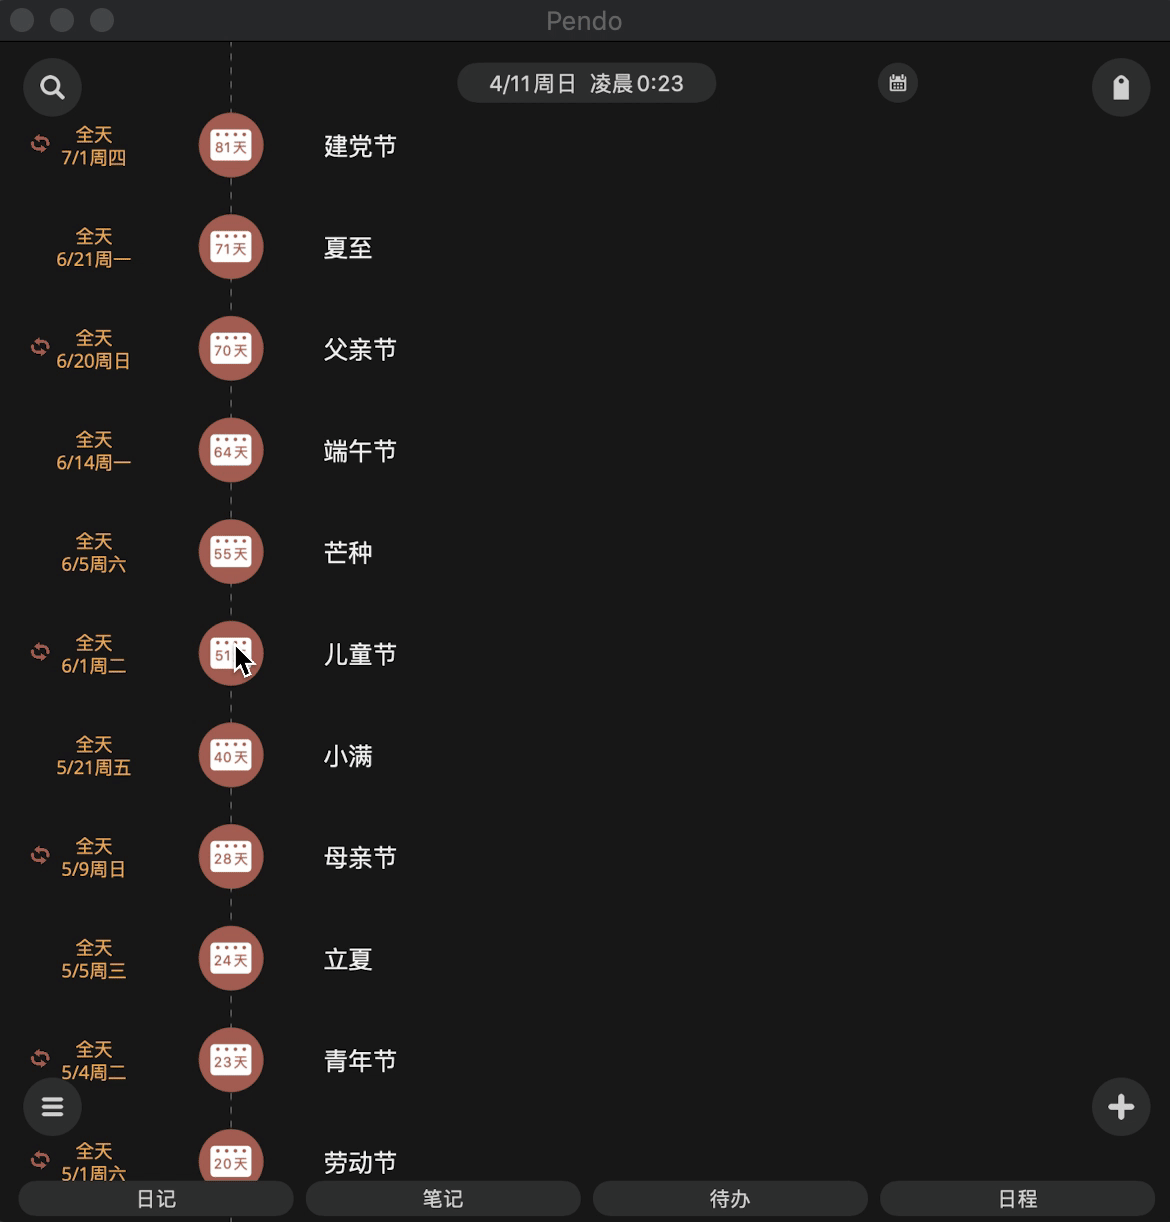 Pendo
4/11周日 凌晨0:23
全天
7/1周四
81天
建党节
全天
6/21周一
71天
夏至
全天
6/20周日
70天
父亲节
全天
6/14周一
64天
端午节
全天
6/5周六
55天
芒种
全天
6/1周二
51
儿童节
全天
5/21周五
40天
小满
全天
5/9周日
28天
母亲节
全天
5/5周三
24天
立夏
全天
5/4周二
23天
青年节
全天
5/1周六
20天
劳动节
日记
笔记
待办
日程